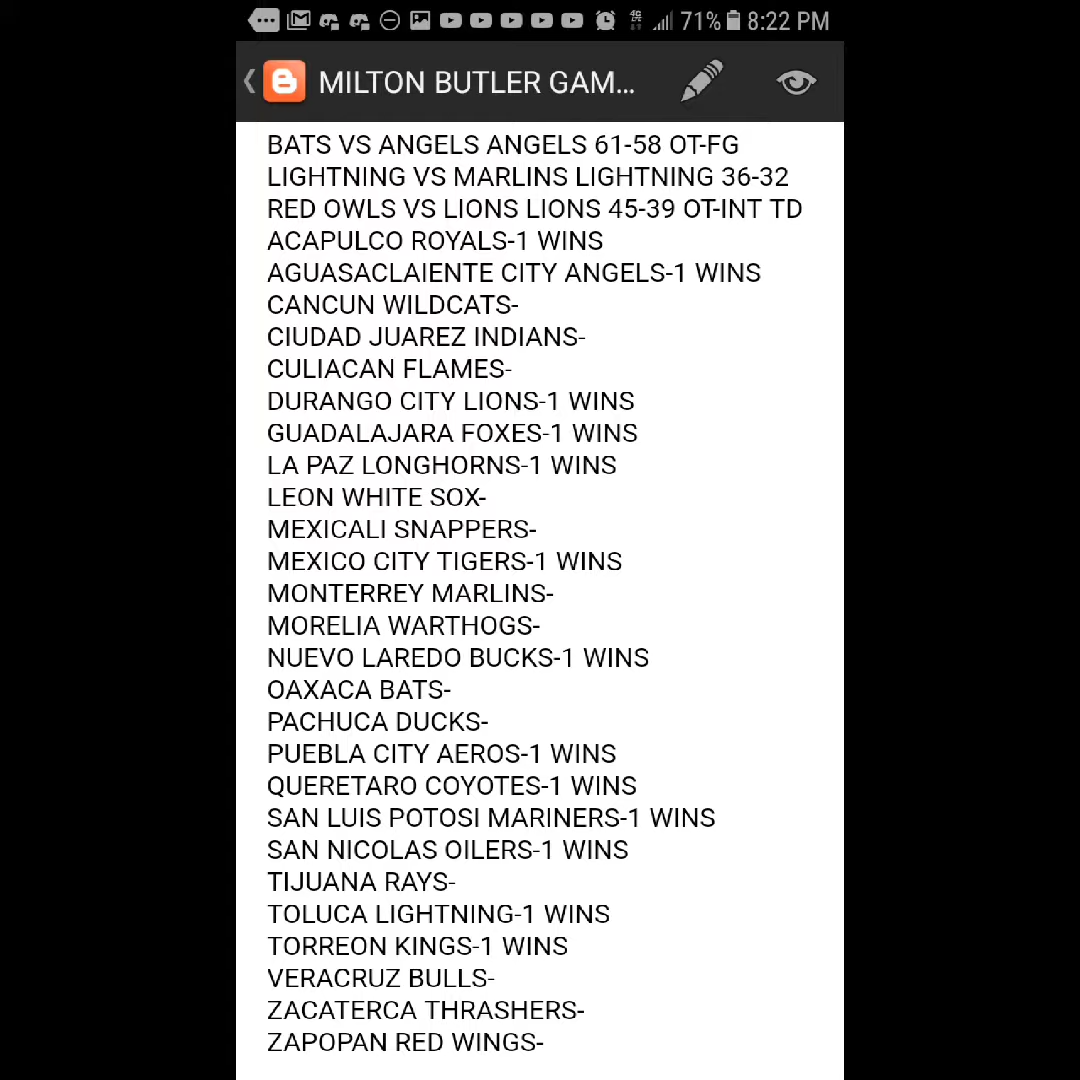 71% 8:22 PM
MILTON BUTLER GAM...
BATS VS ANGELS ANGELS 61-58 OT-FG
LIGHTNING VS MARLINS LIGHTNING 36-32
RED OWLS VS LIONS LIONS 45-39 OT-INT TD
ACAPULCO ROYALS-1 WINS
AGUASACLAIENTE CITY ANGELS-1 WINS
CANCUN WILDCATS-
CIUDAD JUAREZ INDIANS-
CULIACAN FLAMES-
DURANGO CITY LIONS-1 WINS
GUADALAJARA FOXES-1 WINS
LA PAZ LONGHORNS-1 WINS
LEON WHITE SOX-
MEXICALI SNAPPERS-
MEXICO CITY TIGERS-1 WINS
MONTERREY MARLINS-
MORELIA WARTHOGS-
NUEVO LAREDO BUCKS-1 WINS
OAXACA BATS-
PACHUCA DUCKS-
PUEBLA CITY AEROS-1 WINS
QUERETARO COYOTES-1 WINS
SAN LUIS POTOSI MARINERS-1 WINS
SAN NICOLAS OILERS-1 WINS
TIJUANA RAYS-
TOLUCA LIGHTNING-1 WINS
TORREON KINGS-1 WINS
VERACRUZ BULLS-
ZACATERCA THRASHERS-
ZAPOPAN RED WINGS-